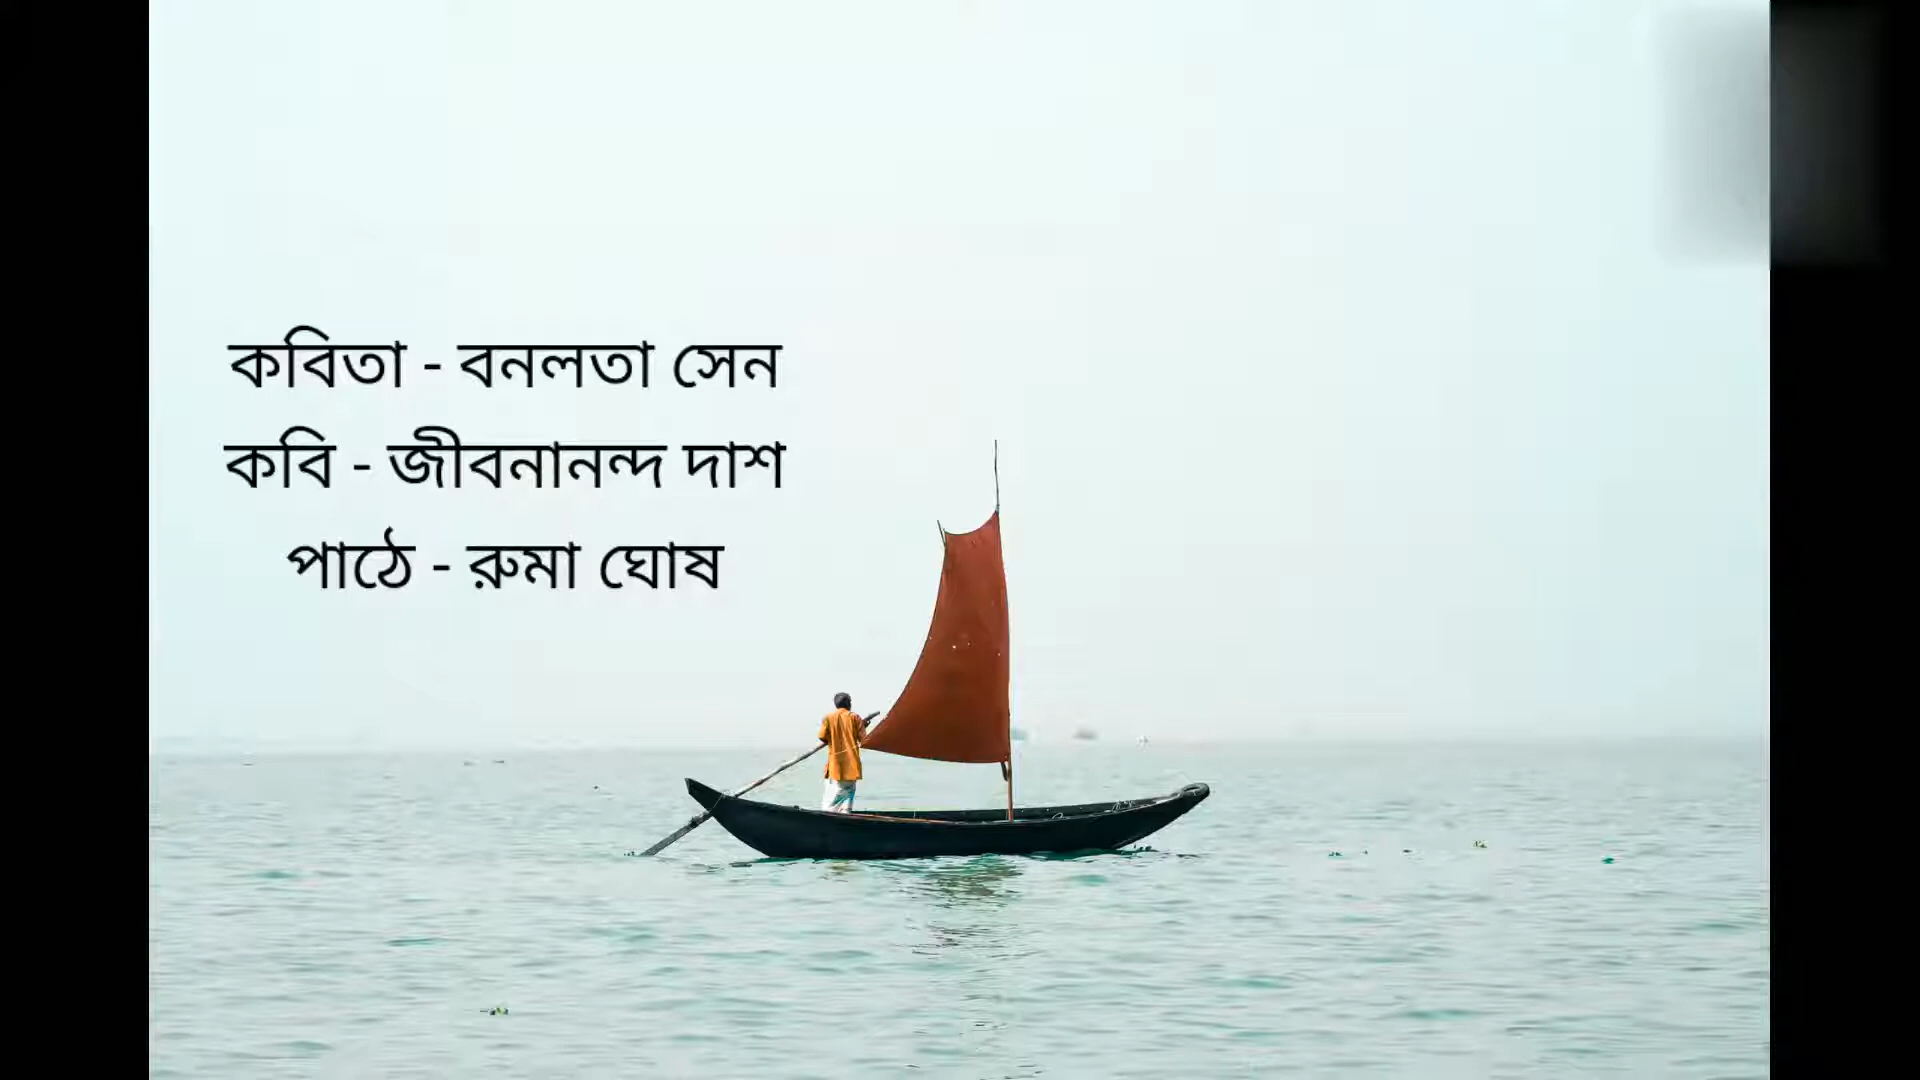 কবিতা - বনলতা সেন
কবি - জীবনানন্দ দাশ
পাঠে - রুমা ঘোষ